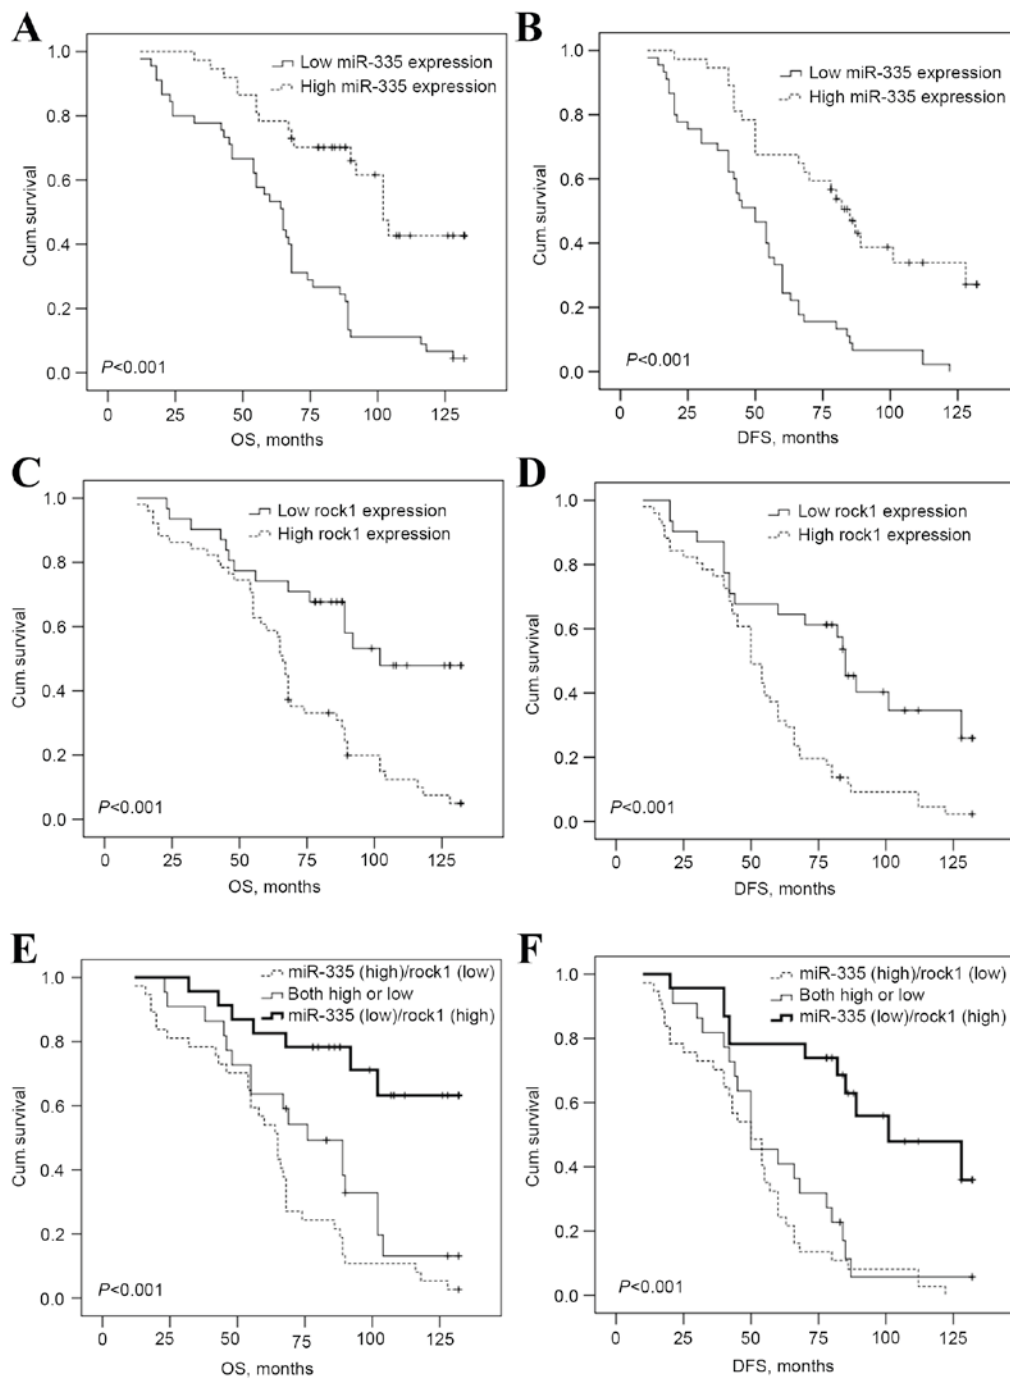 A
Cum. survival
1.0
0.8
0.6
0.4
0.2
0.0
Low miR-335 expression
High miR-335 expression
P<0.001
0 25 50 75 100 125
OS, months
B
Cum. survival
1.0
0.8
0.6
0.4
0.2
0.0
Low miR-335 expression
High miR-335 expression
P<0.001
0 25 50 75 100 125
DFS, months
C
Cum. survival
1.0
0.8
0.6
0.4
0.2
0.0
Low rock1 expression
High rock1 expression
P<0.001
0 25 50 75 100 125
OS, months
D
Cum. survival
1.0
0.8
0.6
0.4
0.2
0.0
Low rock1 expression
High rock1 expression
P<0.001
0 25 50 75 100 125
DFS, months
E
Cum. survival
1.0
0.8
0.6
0.4
0.2
0.0
miR-335 (high)/rock1 (low)
Both high or low
miR-335 (low)/rock1 (high)
P<0.001
0 25 50 75 100 125
OS, months
F
Cum. survival
1.0
0.8
0.6
0.4
0.2
0.0
miR-335 (high)/rock1 (low)
Both high or low
miR-335 (low)/rock1 (high)
P<0.001
0 25 50 75 100 125
DFS, months